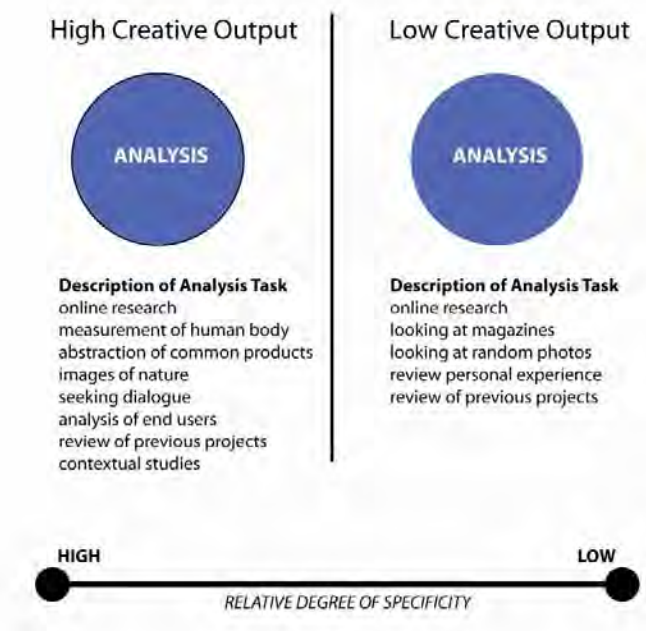 High Creative Output
ANALYSIS
Description of Analysis Task
online research
measurement of human body
abstraction of common products
images of nature
seeking dialogue
analysis of end users
review of previous projects
contextual studies
Low Creative Output
ANALYSIS
Description of Analysis Task
online research
looking at magazines
looking at random photos
review personal experience
review of previous projects
HIGH
LOW
RELATIVE DEGREE OF SPECIFICITY